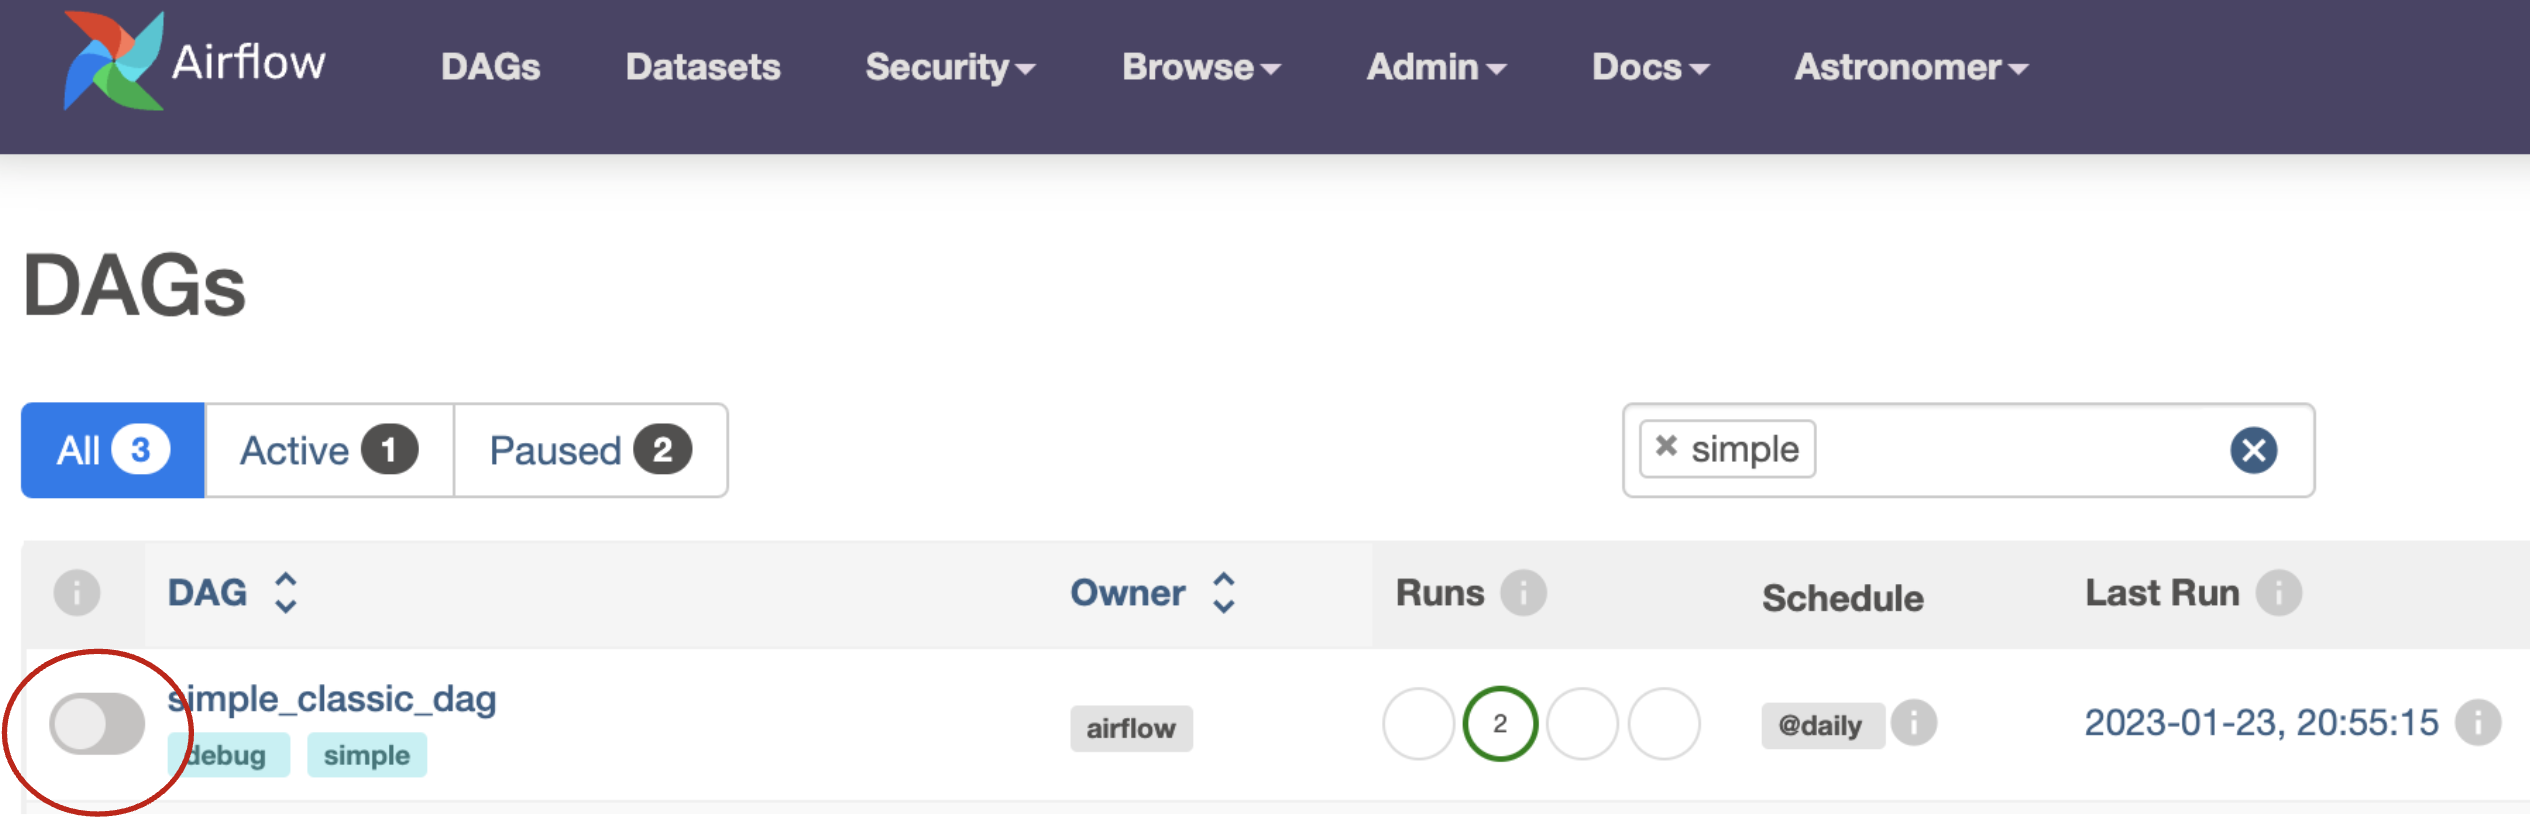 Airflow DAGs Datasets Security Browse Admin Docs Astronomer
DAGs
All 3 Active 1 Paused 2 simple
DAG Owner Runs Schedule Last Run
simple_classic_dag
airflow 2 @daily 2023-01-23, 20:55:15
debug simple